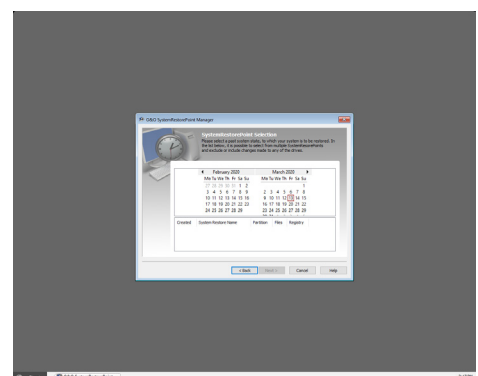 O&O SystemRestorePoint Manager
SystemRestorePoint Selection
Please select a past system state, to which your system is to be restored. In
the list below, it is possible to select from multiple SystemRestorePoints
and exclude or include changes made to any of the drives.
February 2020 March 2020
Mo Tu We Th Fr Sa Su Mo Tu We Th Fr Sa Su
27 28 29 30 31 1 2 1
3 4 5 6 7 8 9 2 3 4 5 6 7 8
10 11 12 13 14 15 16 9 10 11 12 13 14 15
17 18 19 20 21 22 23 16 17 18 19 20 21 22
24 25 26 27 28 29 23 24 25 26 27 28 29
Created System Restore Name Partition Files Registry
< Back Next > Cancel Help